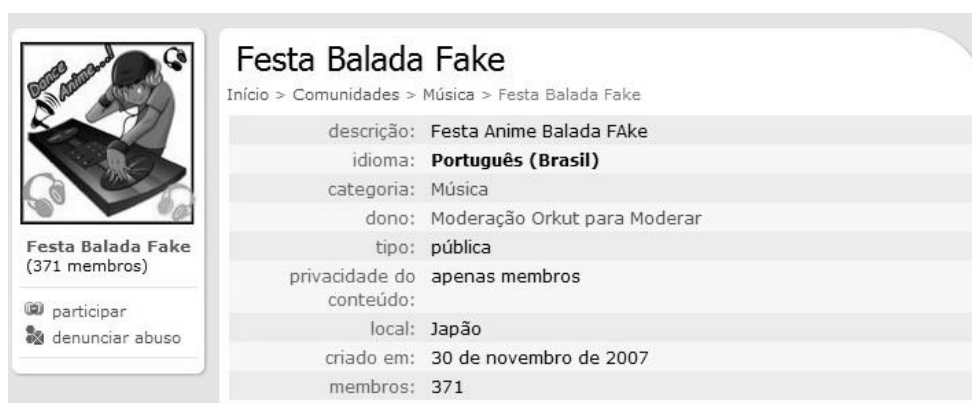 Dance
Anime...!
Festa Balada Fake
(371 membros)
participar
denunciar abuso
Festa Balada Fake
Início > Comunidades > Música > Festa Balada Fake
descrição: Festa Anime Balada FAke
idioma: Português (Brasil)
categoria: Música
dono: Moderação Orkut para Moderar
tipo: pública
privacidade do apenas membros
conteúdo:
local: Japão
criado em: 30 de novembro de 2007
membros: 371